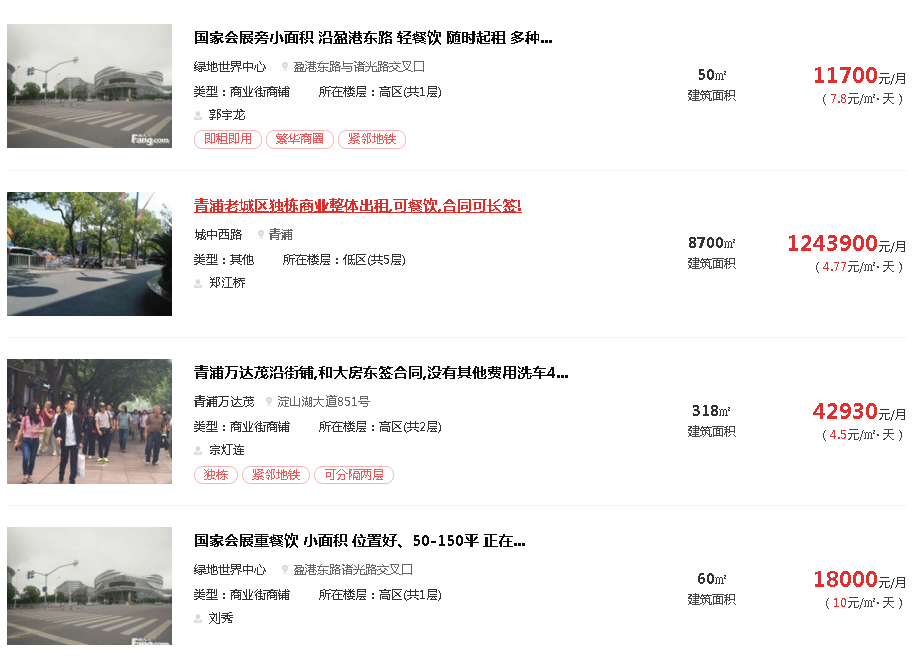 国家会展旁小面积 沿盈港东路 轻餐饮 随时起租 多种...
绿地世界中心 盈港东路与诸光路交叉口
类型：商业街商铺 所在楼层：高区(共1层)
郭宇龙
即租即用 繁华商圈 紧邻地铁
50㎡
建筑面积
11700元/月
（ 7.8元/㎡· 天 ）
Fang.com
青浦老城区独栋商业整体出租,可餐饮,合同可长签!
城中西路 青浦
类型：其他 所在楼层：低区(共5层)
郑江桥
8700㎡
建筑面积
1243900元/月
（ 4.77元/㎡· 天 ）
青浦万达茂沿街铺,和大房东签合同,没有其他费用洗车4...
青浦万达茂 淀山湖大道851号
类型：商业街商铺 所在楼层：高区(共2层)
宗灯连
独栋 紧邻地铁 可分隔两层
318㎡
建筑面积
42930元/月
（ 4.5元/㎡· 天 ）
国家会展重餐饮 小面积 位置好、50-150平 正在...
绿地世界中心 盈港东路诸光路交叉口
类型：商业街商铺 所在楼层：高区(共1层)
刘秀
60㎡
建筑面积
18000元/月
（ 10元/㎡· 天 ）
Fang.com